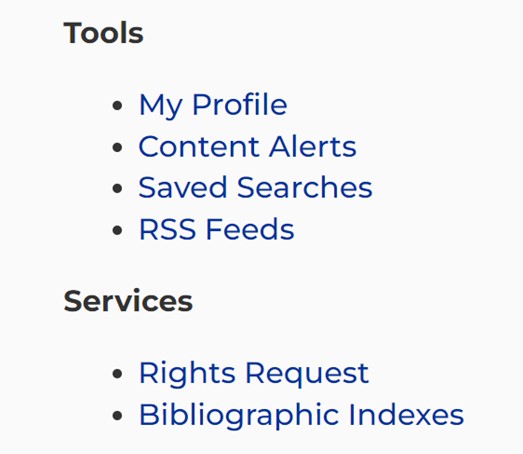 Tools
My Profile
Content Alerts
Saved Searches
RSS Feeds
Services
Rights Request
Bibliographic Indexes